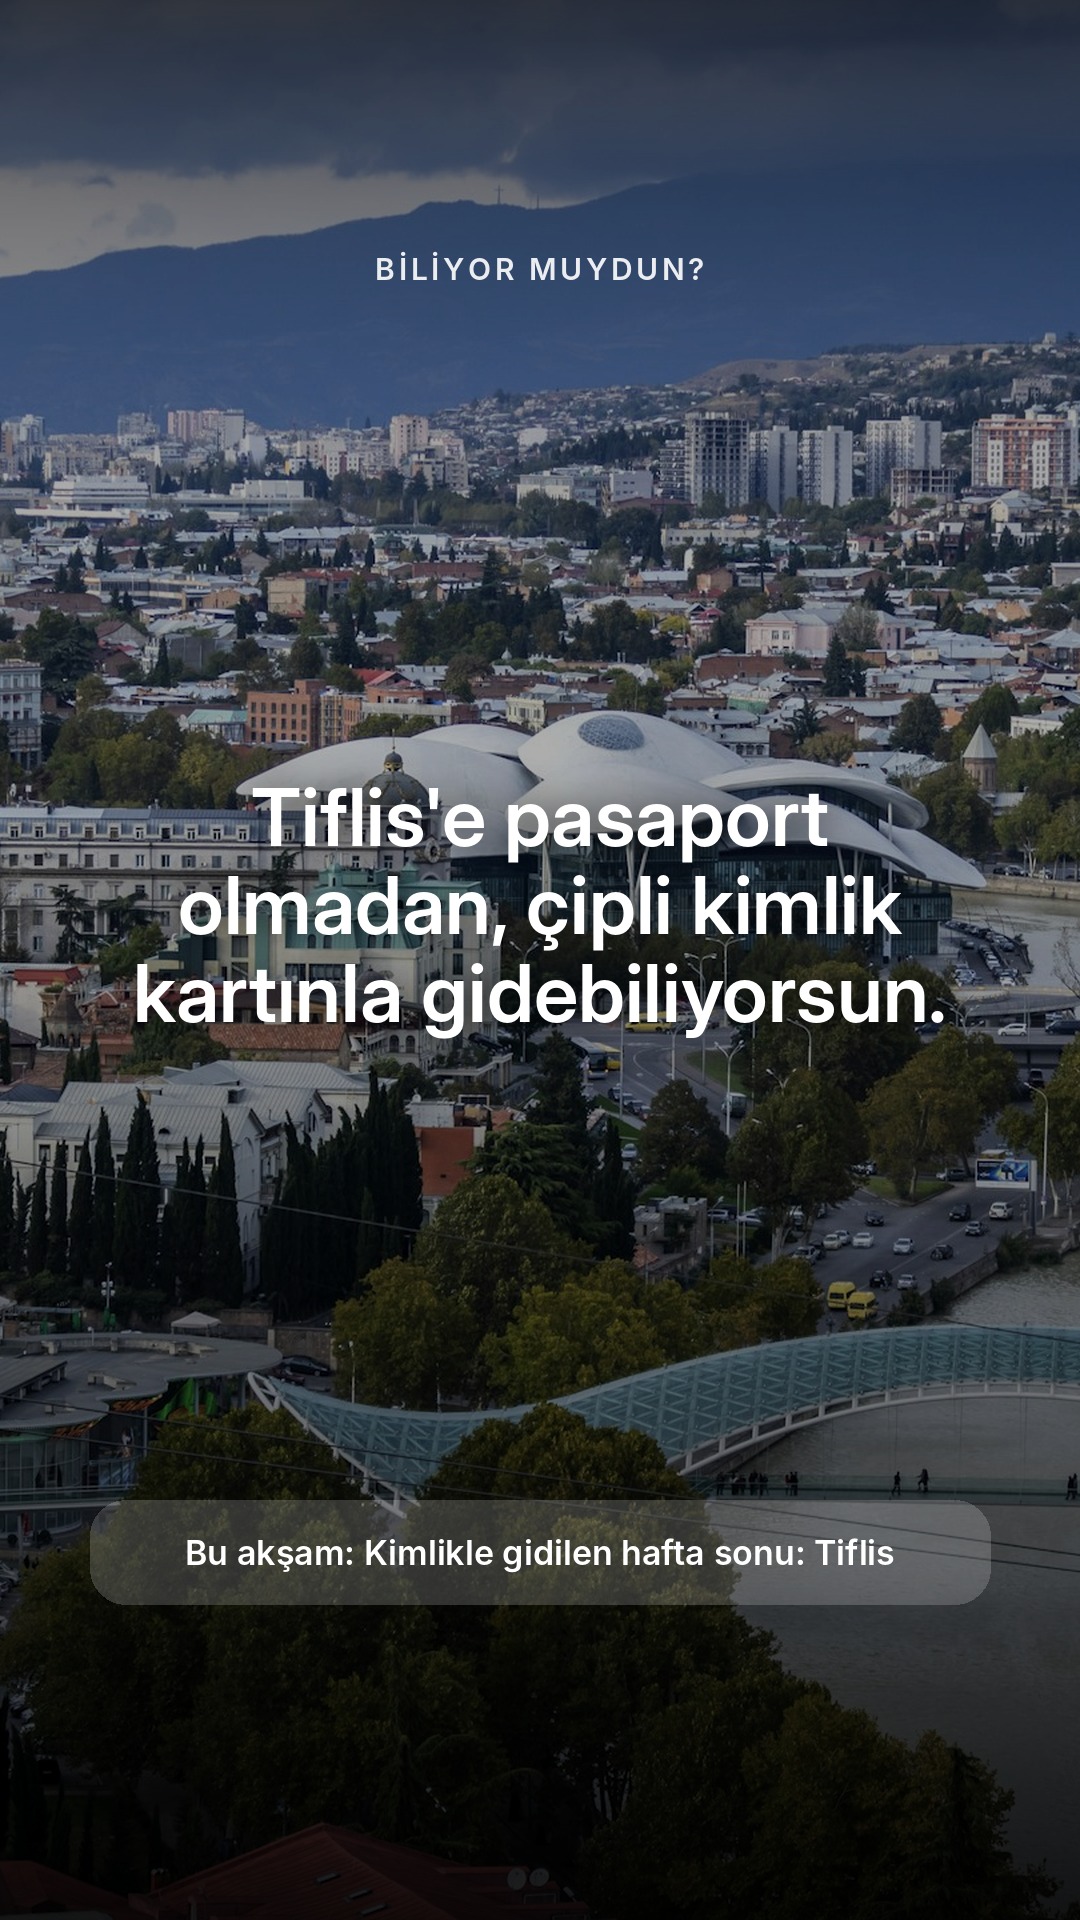 BİLİYOR MUYDUN?
Tiflis'e pasaport
olmadan, çipli kimlik
kartınla gidebiliyorsun.
Bu akşam: Kimlikle gidilen hafta sonu: Tiflis